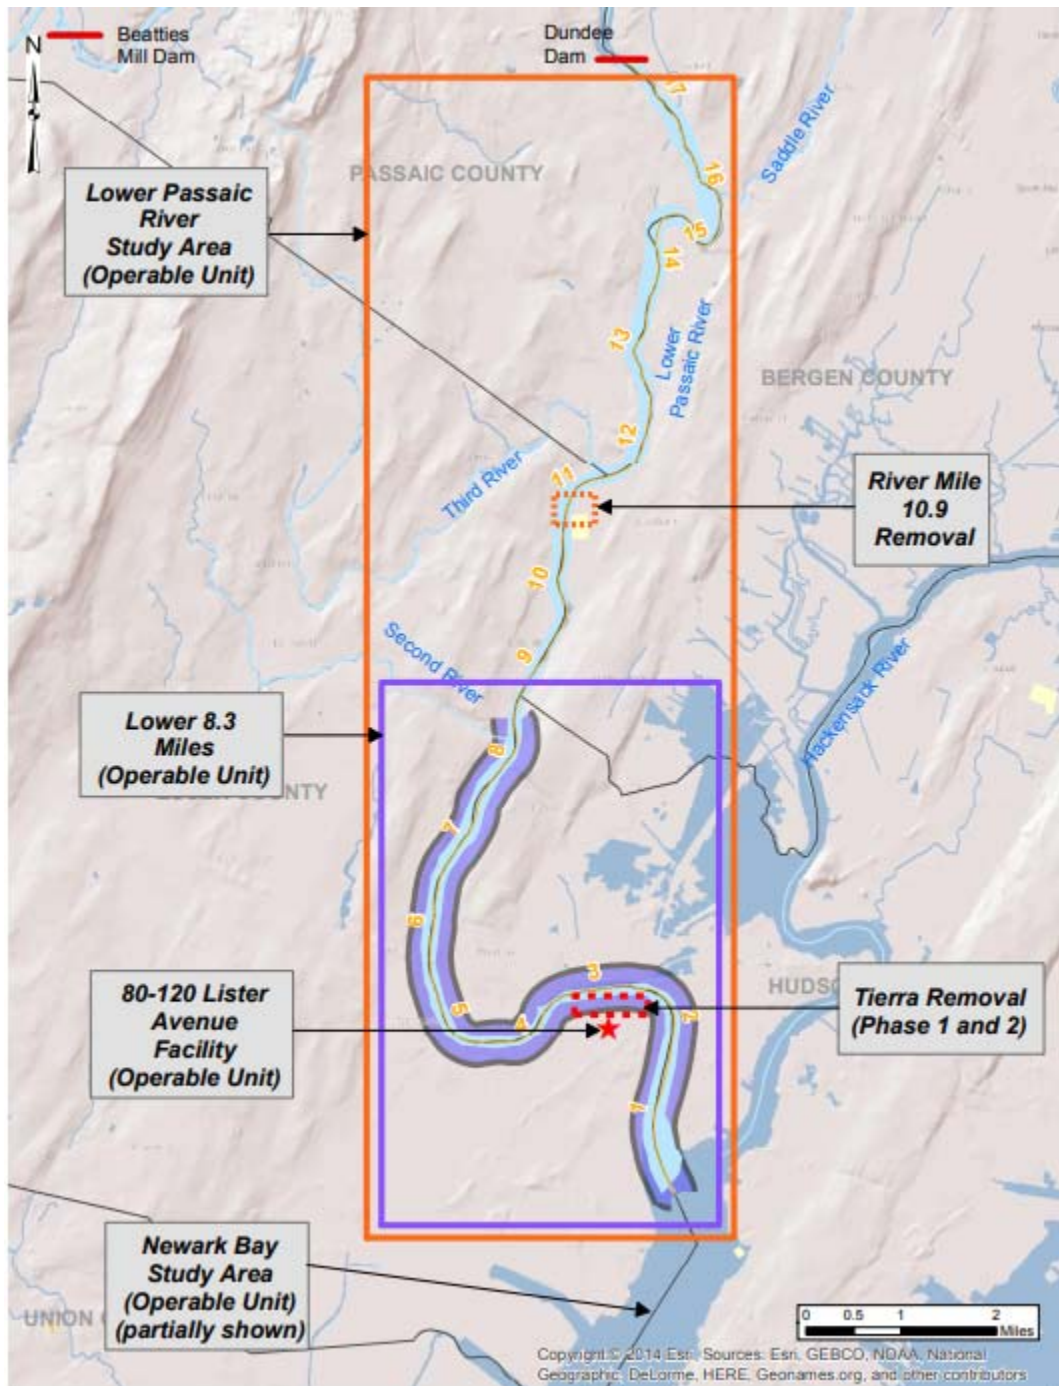 N
Beatties
Mill Dam
Dundee
Dam
17
Saddle River
PASSAIC COUNTY
16
Lower Passaic
River
Study Area
(Operable Unit)
15
14
13
Lower
Passaic River
BERGEN COUNTY
12
Third River
11
River Mile
10.9
Removal
10
9
Second River
Hackensack River
Lower 8.3
Miles
(Operable Unit)
COUNTY
8
7
6
5
4
3
2
1
HUDSO
80-120 Lister
Avenue
Facility
(Operable Unit)
Tierra Removal
(Phase 1 and 2)
Newark Bay
Study Area
(Operable Unit)
(partially shown)
UNION
0 0.5 1 2
Miles
Copyright:© 2014 Esri, Sources: Esri, GEBCO, NOAA, National
Geographic, DeLorme, HERE, Geonames.org, and other contributors